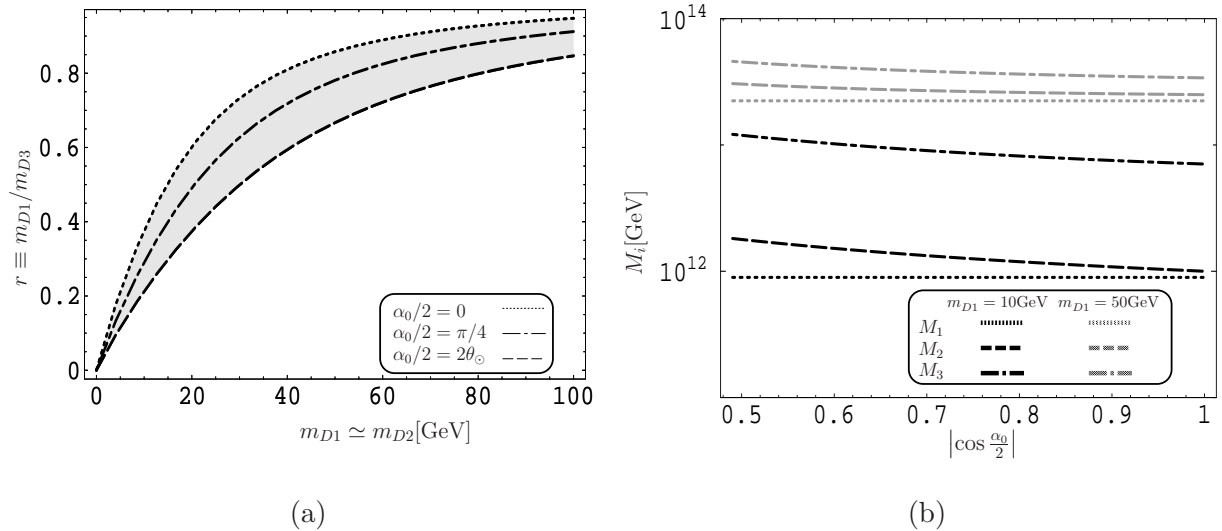 0.8
0.6
0.4
0.2
0
r ≡ m_{D1}/m_{D3}
α_0/2 = 0
α_0/2 = π/4
α_0/2 = 2θ_⊙
0 20 40 60 80 100
m_{D1} ≃ m_{D2}[GeV]
(a)
10^{14}
10^{12}
M_i[GeV]
m_{D1} = 10GeV m_{D1} = 50GeV
M_1
M_2
M_3
0.5 0.6 0.7 0.8 0.9 1
|cos \frac{α_0}{2}|
(b)